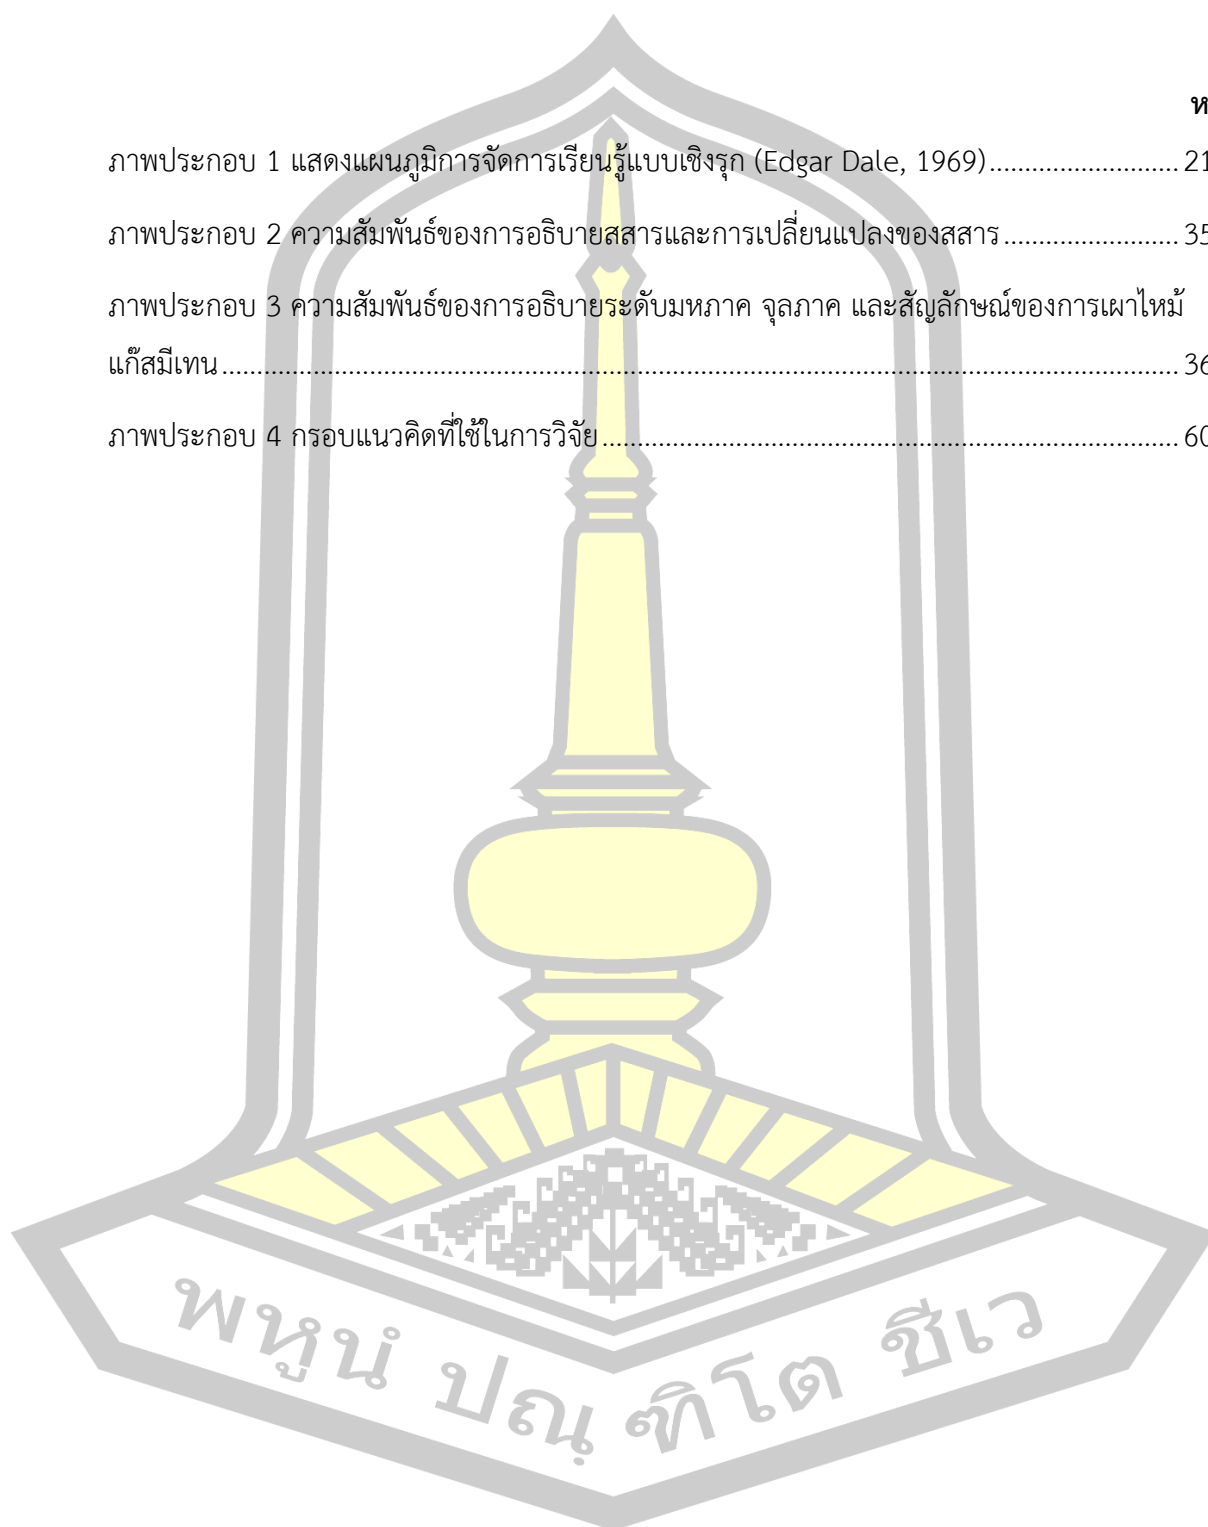 ห
ภาพประกอบ 1 แสดงแผนภูมิการจัดการเรียนรู้แบบเชิงรุก (Edgar Dale, 1969).......................... 21
ภาพประกอบ 2 ความสัมพันธ์ของการอธิบายสสารและการเปลี่ยนแปลงของสสาร........................ 35
ภาพประกอบ 3 ความสัมพันธ์ของการอธิบายระดับมหภาค จุลภาค และสัญลักษณ์ของการเผาไหม้
แก๊สมีเทน............................................................................................................................. 36
ภาพประกอบ 4 กรอบแนวคิดที่ใช้ในการวิจัย........................................................................... 60
พหูนํ ปณฺฑิโต ชีเว